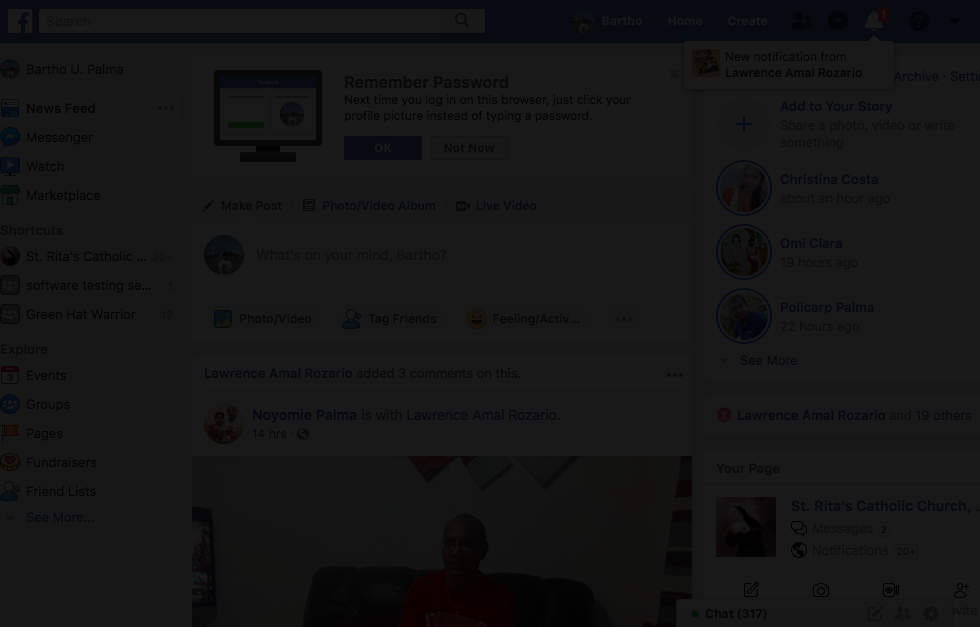 Search
Bartho
Home
Create
New notification from
Lawrence Amal Rozario
Bartho U. Palma
News Feed
Messenger
Watch
Marketplace
Shortcuts
St. Rita's Catholic ... 20+
software testing se... 1
Green Hat Warrior 12
Explore
Events
Groups
Pages
Fundraisers
Friend Lists
See More...
Remember Password
Next time you log in on this browser, just click your
profile picture instead of typing a password.
OK
Not Now
Make Post
Photo/Video Album
Live Video
What's on your mind, Bartho?
Photo/Video
Tag Friends
Feeling/Activ...
Lawrence Amal Rozario added 3 comments on this.
Noyomie Palma is with Lawrence Amal Rozario.
14 hrs ·
Archive · Setti
Add to Your Story
Share a photo, video or write
something
Christina Costa
about an hour ago
Omi Clara
19 hours ago
Policarp Palma
22 hours ago
See More
Lawrence Amal Rozario and 19 others
Your Page
St. Rita's Catholic Church, ..
Messages 2
Notifications 20+
Chat (317)